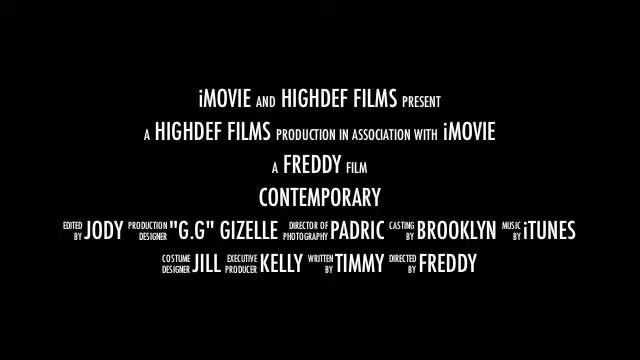 iMOVIE AND HIGHDEF FILMS PRESENT
A HIGHDEF FILMS PRODUCTION IN ASSOCIATION WITH iMOVIE
A FREDDY FILM
CONTEMPORARY
EDITED BY JODY PRODUCTION DESIGNER "G.G" GIZELLE DIRECTOR OF PHOTOGRAPHY PADRIC CASTING BY BROOKLYN MUSIC BY iTUNES
COSTUME DESIGNER JILL EXECUTIVE PRODUCER KELLY WRITTEN BY TIMMY DIRECTED BY FREDDY